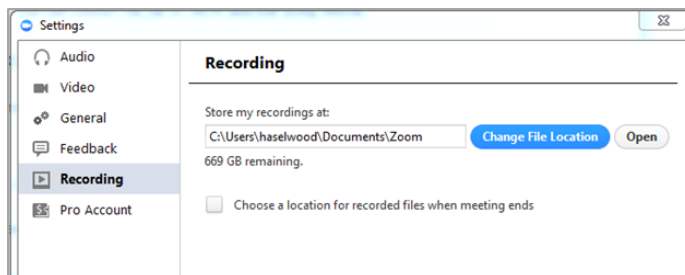 Settings
Audio
Video
General
Feedback
Recording
Pro Account
Recording
Store my recordings at:
C:\Users\haselwood\Documents\Zoom Change File Location Open
669 GB remaining.
Choose a location for recorded files when meeting ends